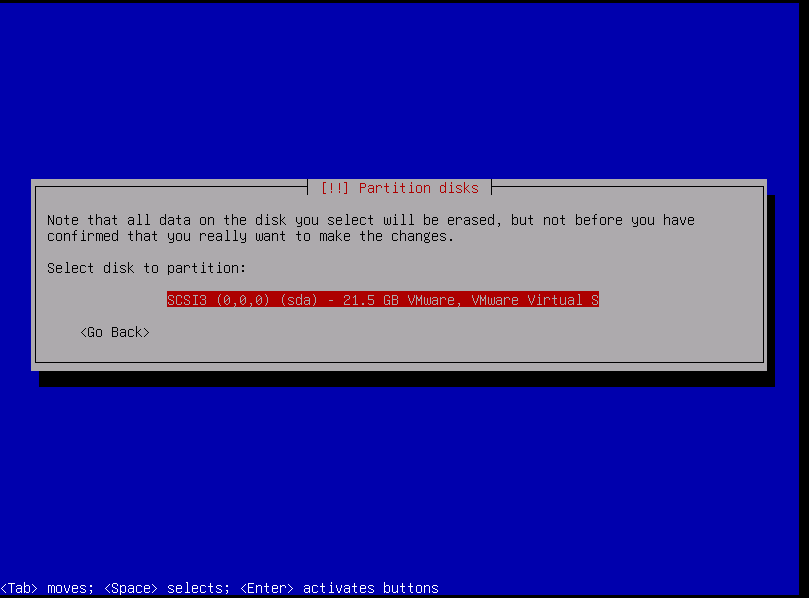 [!!] Partition disks
Note that all data on the disk you select will be erased, but not before you have
confirmed that you really want to make the changes.
Select disk to partition:
SCSI3 (0,0,0) (sda) - 21.5 GB VMware, VMware Virtual S
<Go Back>
<Tab> moves; <Space> selects; <Enter> activates buttons